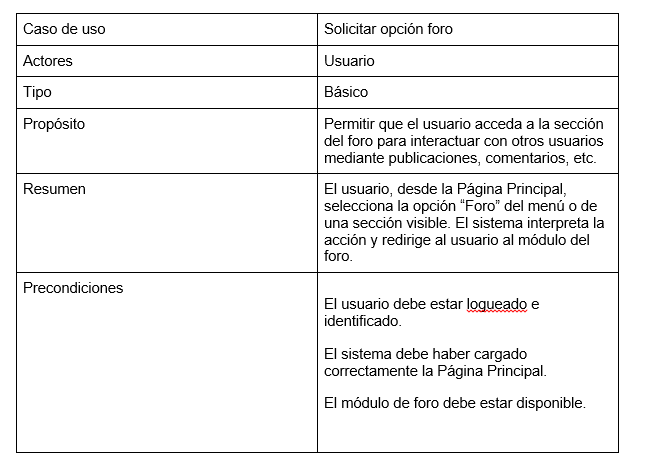 Caso de uso
Solicitar opción foro
Actores
Usuario
Tipo
Básico
Propósito
Permitir que el usuario acceda a la sección
del foro para interactuar con otros usuarios
mediante publicaciones, comentarios, etc.
Resumen
El usuario, desde la Página Principal,
selecciona la opción “Foro” del menú o de
una sección visible. El sistema interpreta la
acción y redirige al usuario al módulo del
foro.
Precondiciones
El usuario debe estar logueado e
identificado.
El sistema debe haber cargado
correctamente la Página Principal.
El módulo de foro debe estar disponible.